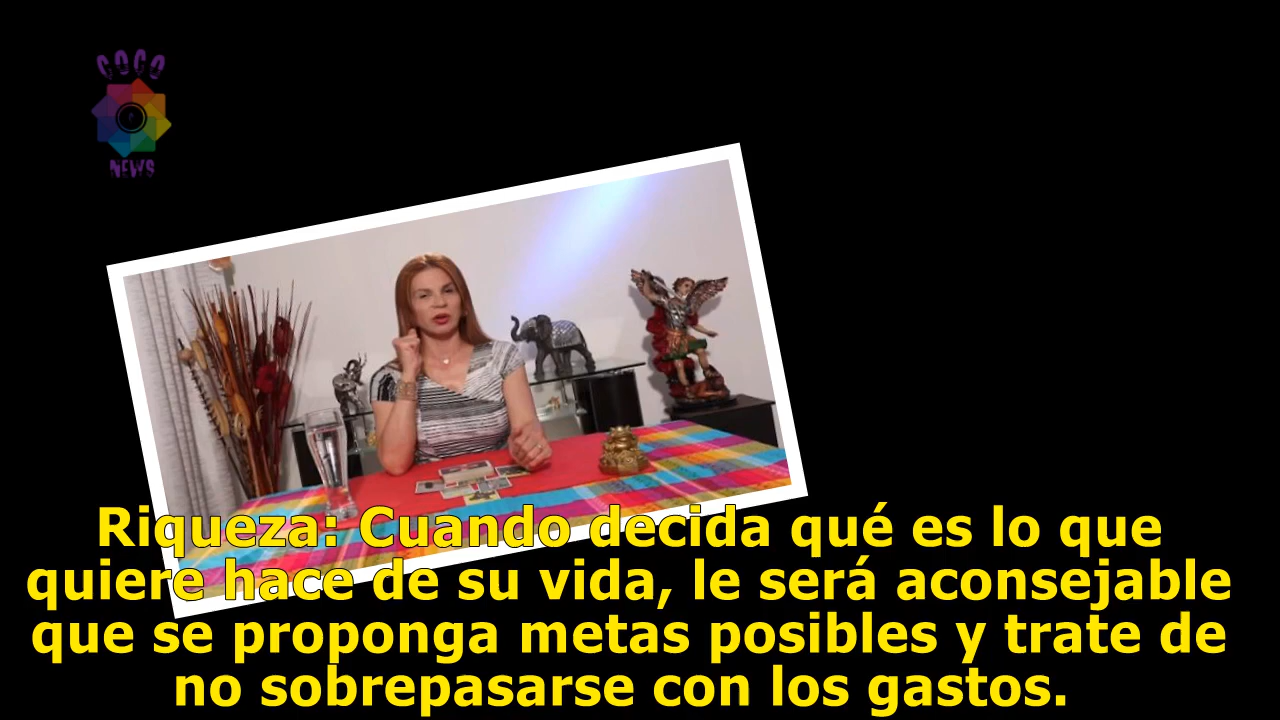 COCO
NEWS
Riqueza: Cuando decida qué es lo que
quiere hace de su vida, le será aconsejable
que se proponga metas posibles y trate de
no sobrepasarse con los gastos.